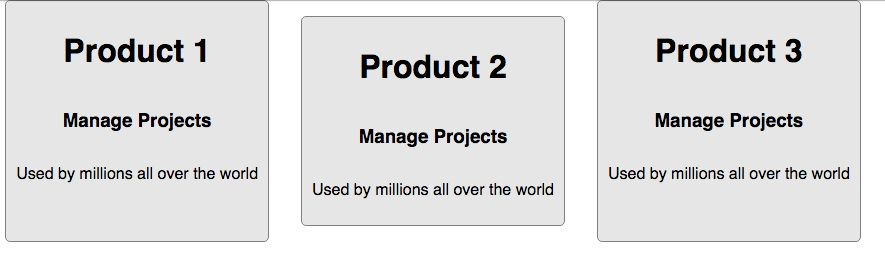 Product 1
Manage Projects
Used by millions all over the world
Product 2
Manage Projects
Used by millions all over the world
Product 3
Manage Projects
Used by millions all over the world